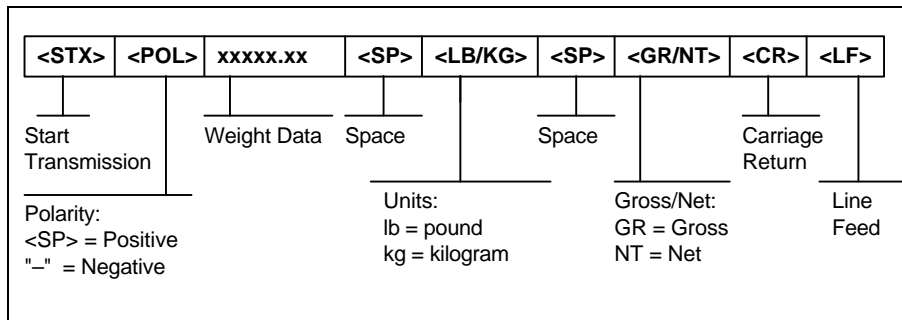 <STX> <POL> xxxxx.xx <SP> <LB/KG> <SP> <GR/NT> <CR> <LF>
Start
Transmission
Weight Data
Space
Space
Carriage
Return
Polarity:
<SP> = Positive
"–" = Negative
Units:
lb = pound
kg = kilogram
Gross/Net:
GR = Gross
NT = Net
Line
Feed